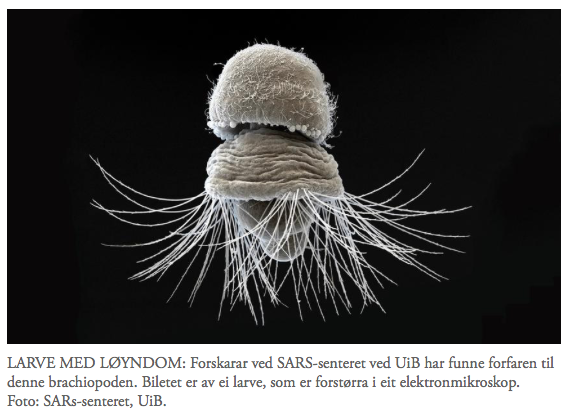 LARVE MED LØYNDOM: Forskarar ved SARS-senteret ved UiB har funne forfaren til
denne brachiopoden. Biletet er av ei larve, som er forstørra i eit elektronmikroskop.
Foto: SARs-senteret, UiB.